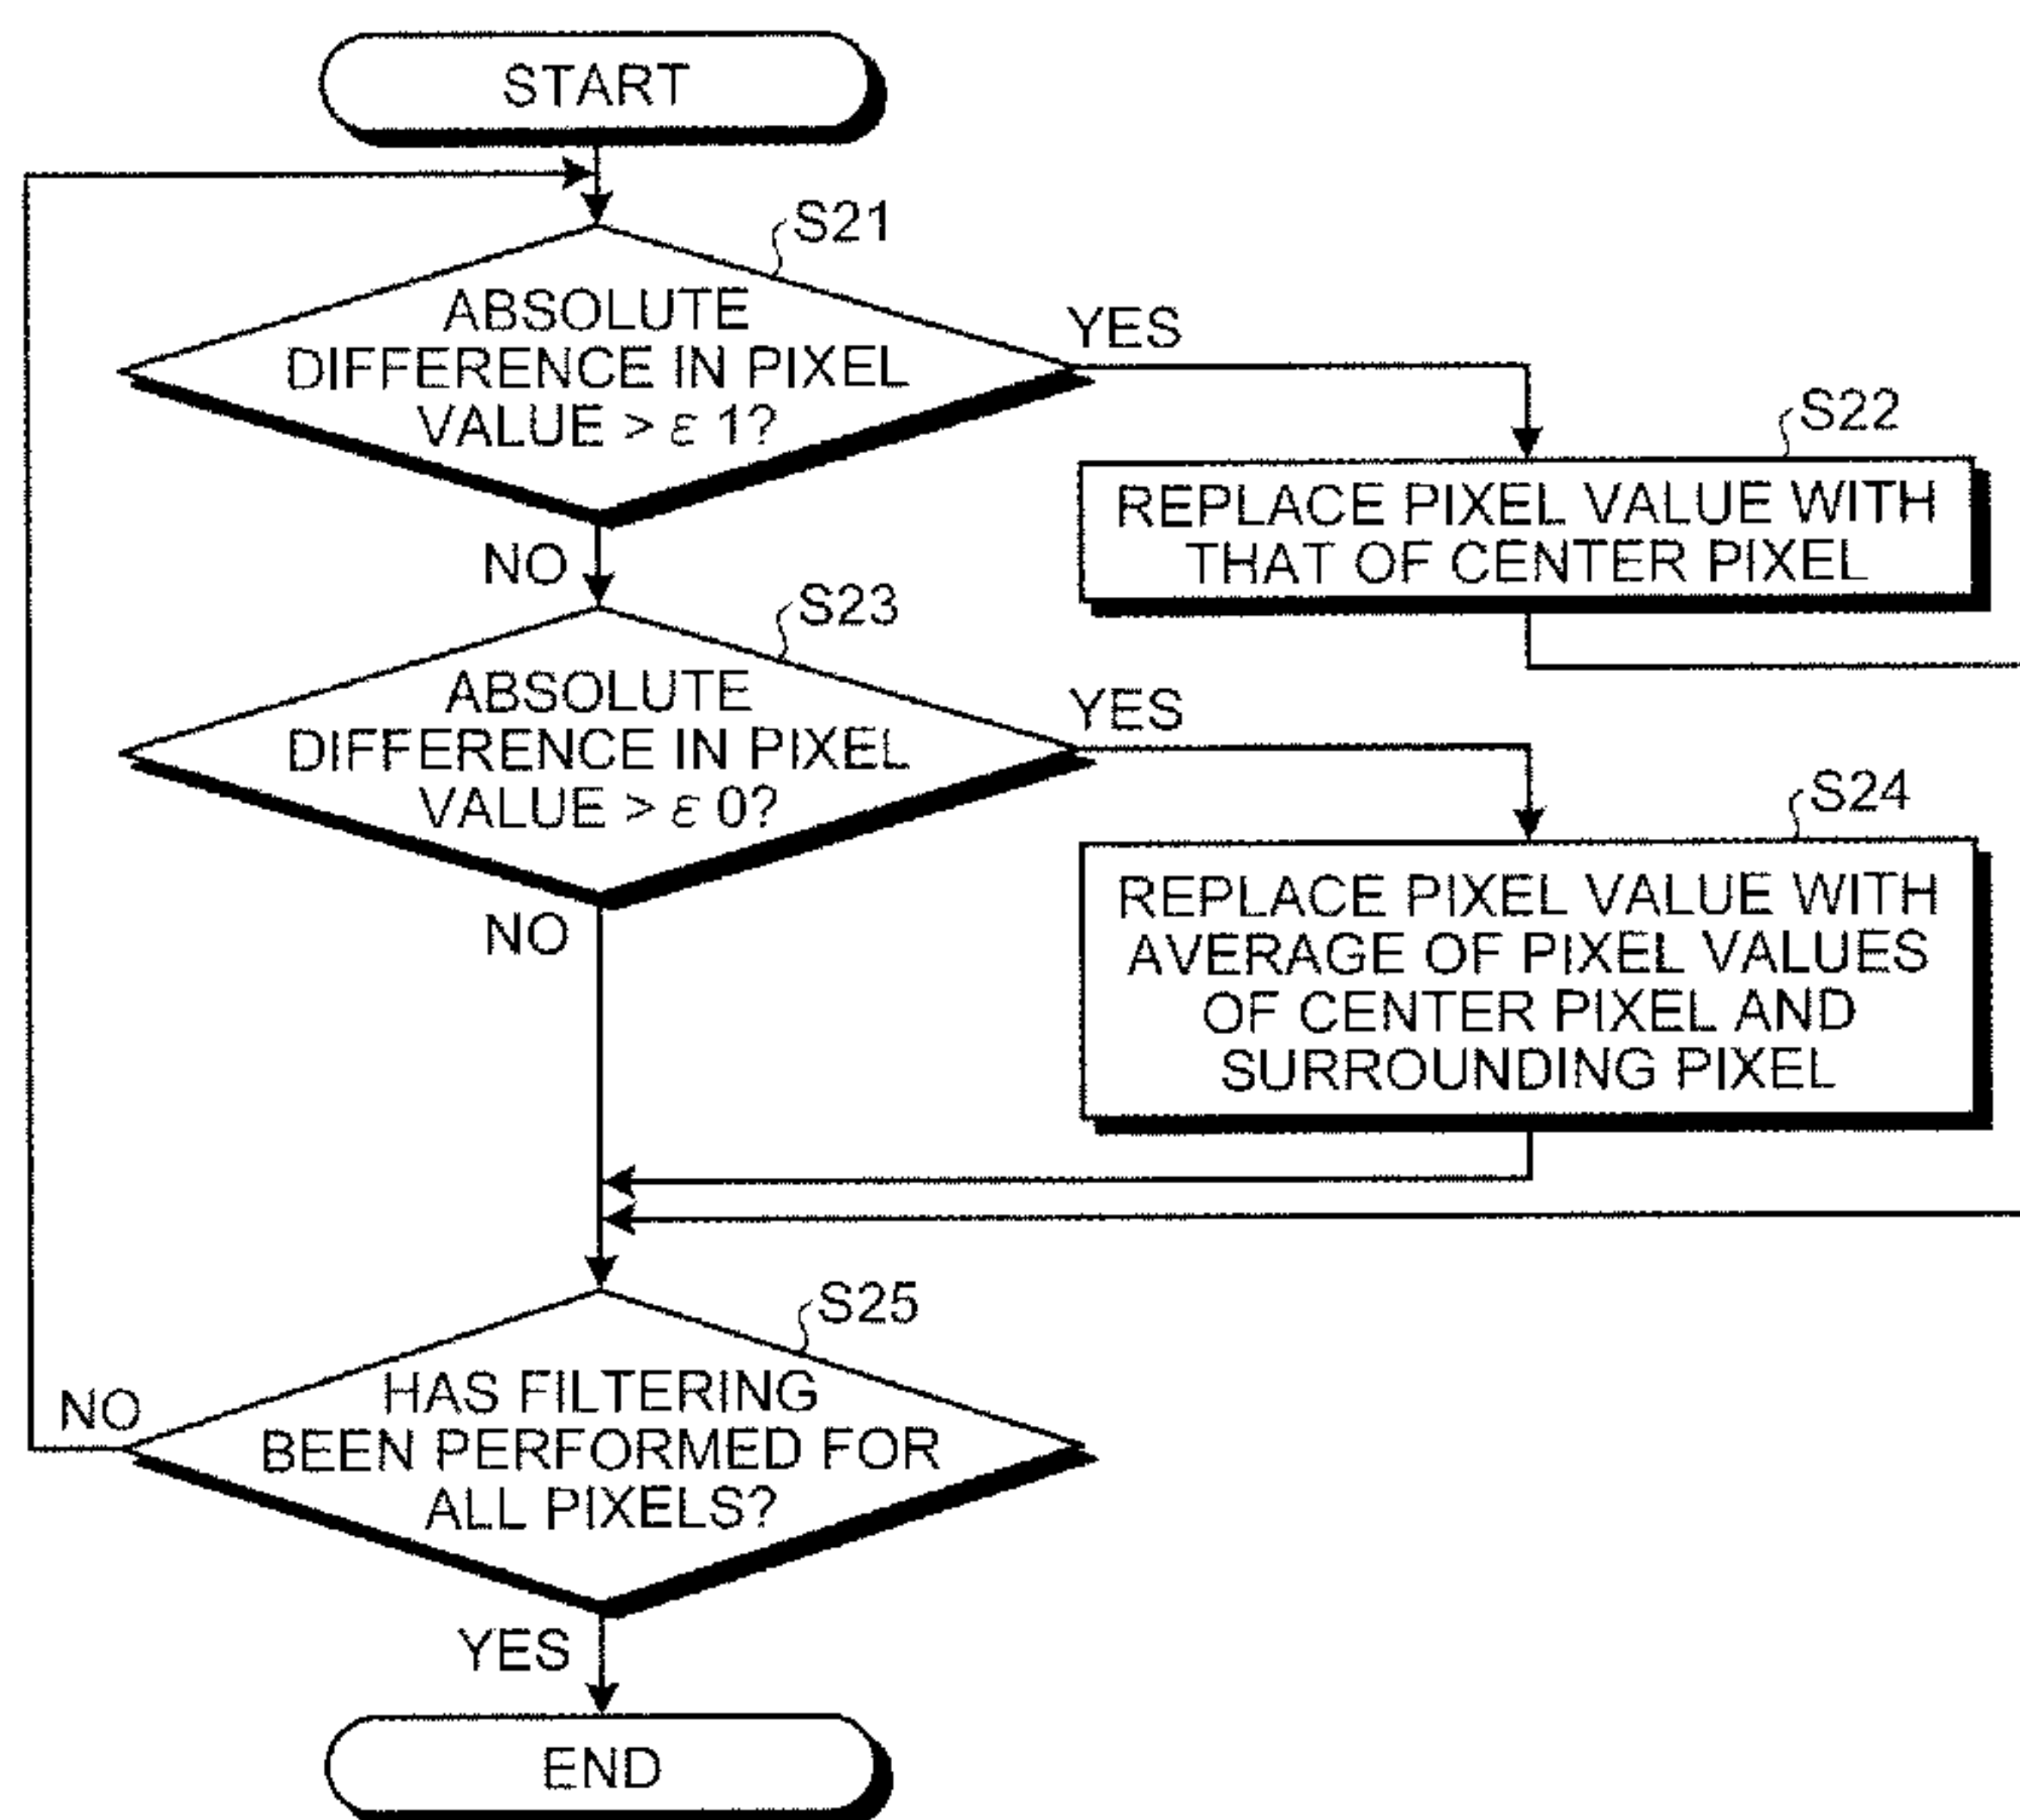 START
S21
ABSOLUTE
DIFFERENCE IN PIXEL
VALUE > ε 1?
YES
NO
S22
REPLACE PIXEL VALUE WITH
THAT OF CENTER PIXEL
S23
ABSOLUTE
DIFFERENCE IN PIXEL
VALUE > ε 0?
YES
NO
S24
REPLACE PIXEL VALUE WITH
AVERAGE OF PIXEL VALUES
OF CENTER PIXEL AND
SURROUNDING PIXEL
S25
HAS FILTERING
BEEN PERFORMED FOR
ALL PIXELS?
NO
YES
END